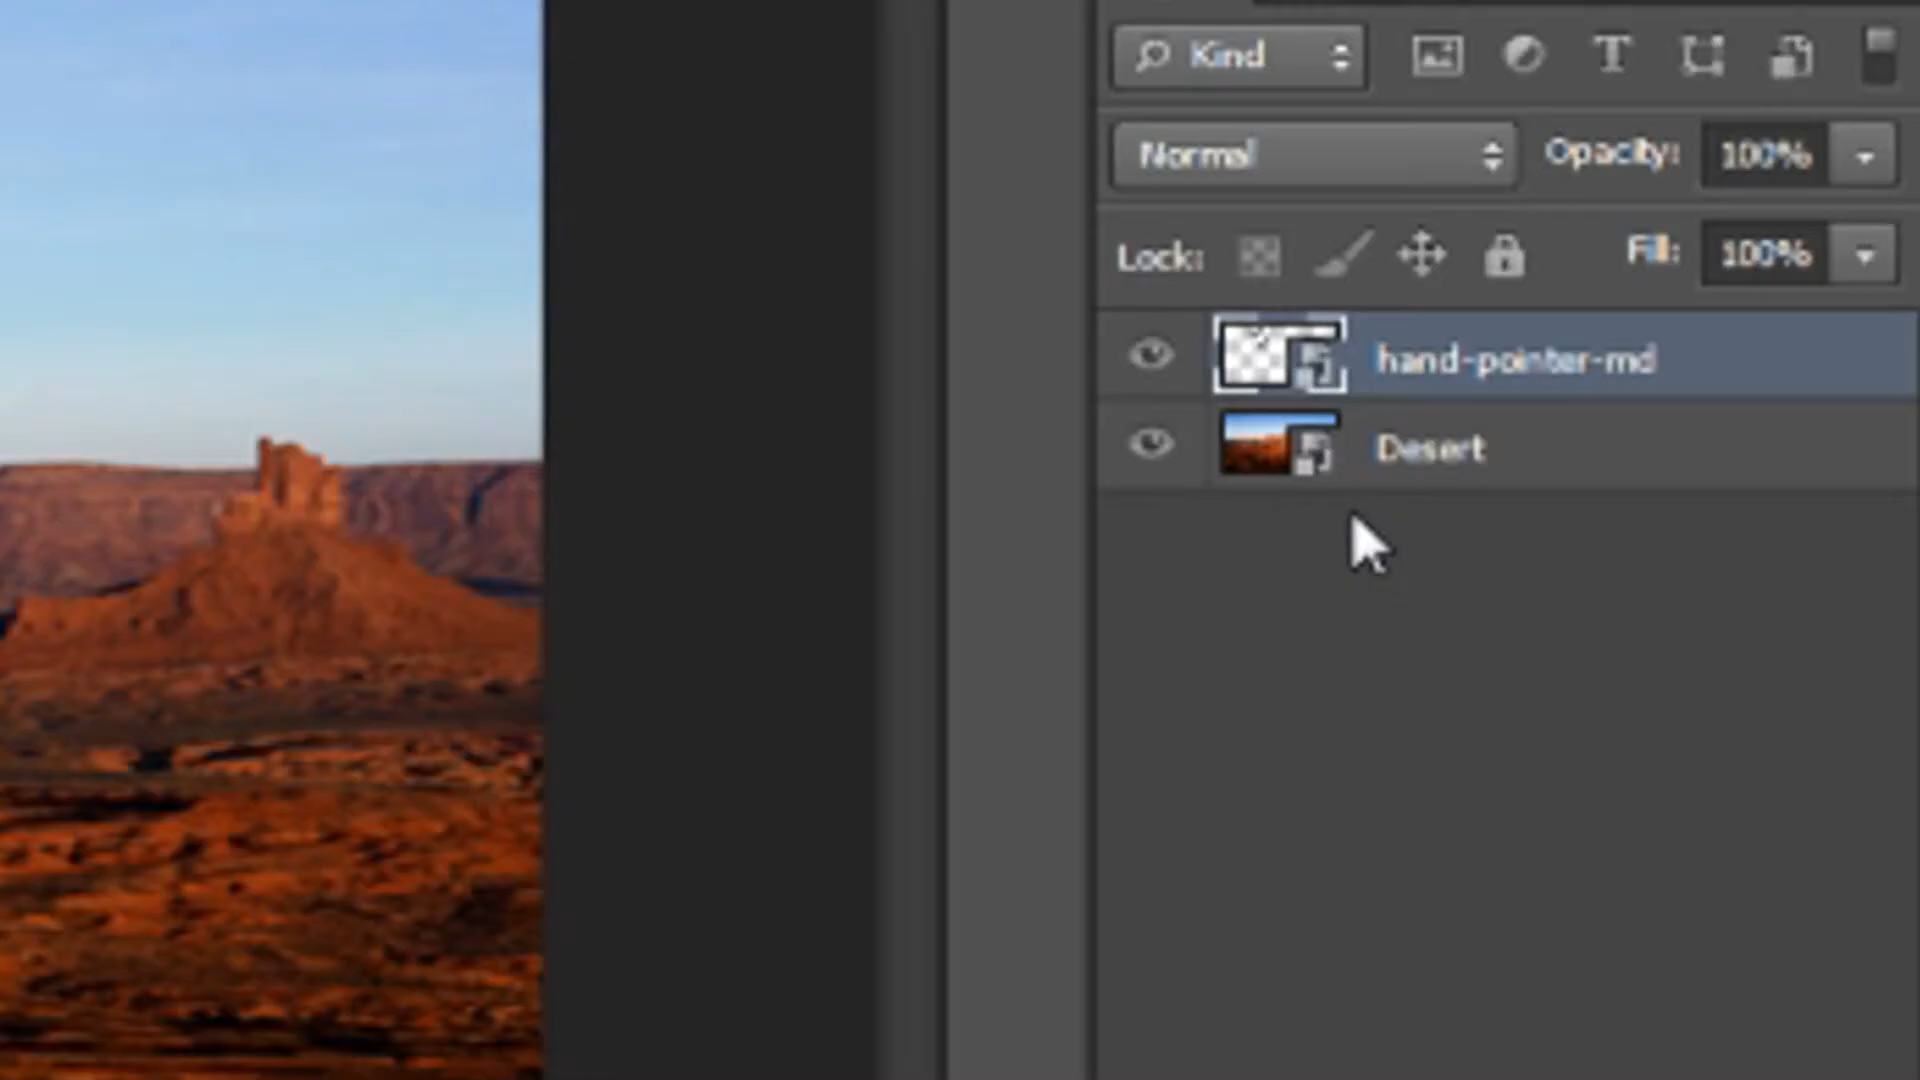 Kind
Normal Opacity: 100%
Lock: Fill: 100%
hand-pointer-md
Desert